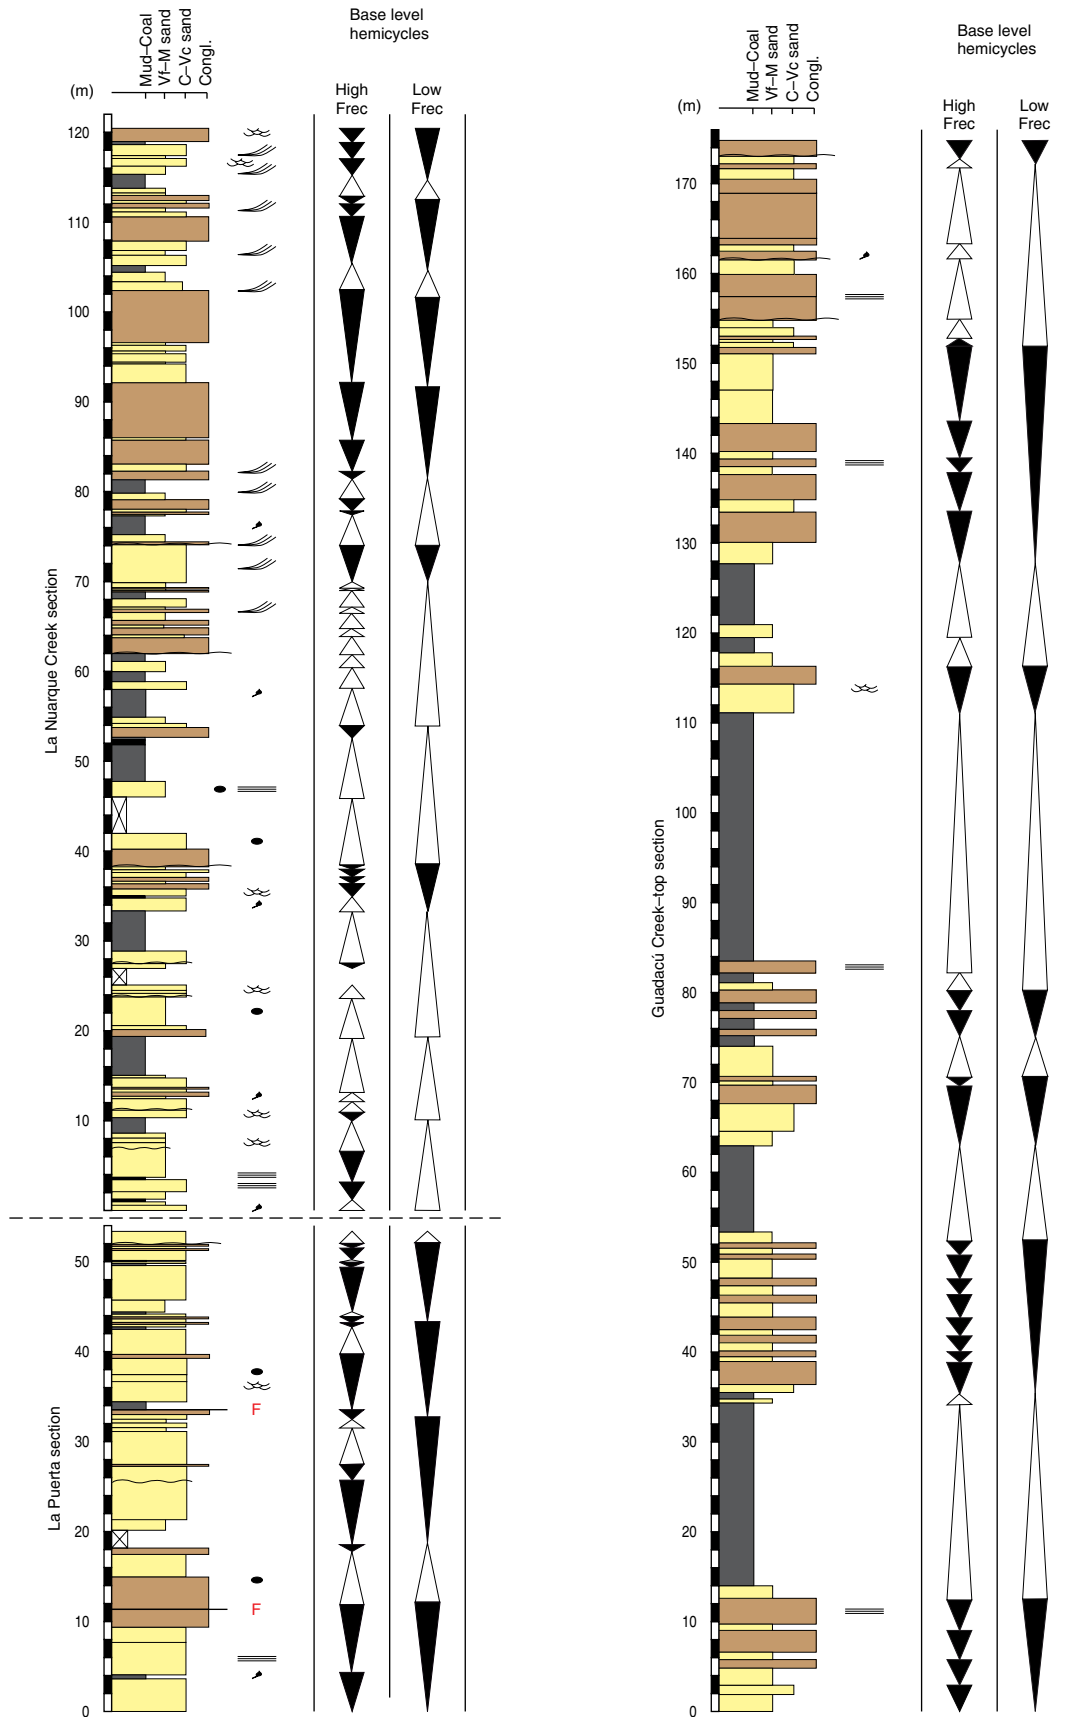 Base level
hemicycles
Mud–Coal
Vf–M sand
C–Vc sand
Congl.
(m)
High
Frec
Low
Frec
120
110
100
90
80
70
60
50
40
30
20
10
La Nuarque Creek section
50
40
F
30
20
F
10
0
La Puerta section
Base level
hemicycles
Mud–Coal
Vf–M sand
C–Vc sand
Congl.
(m)
High
Frec
Low
Frec
170
160
150
140
130
120
110
100
90
80
70
60
50
40
30
20
10
0
Guadacú Creek–top section